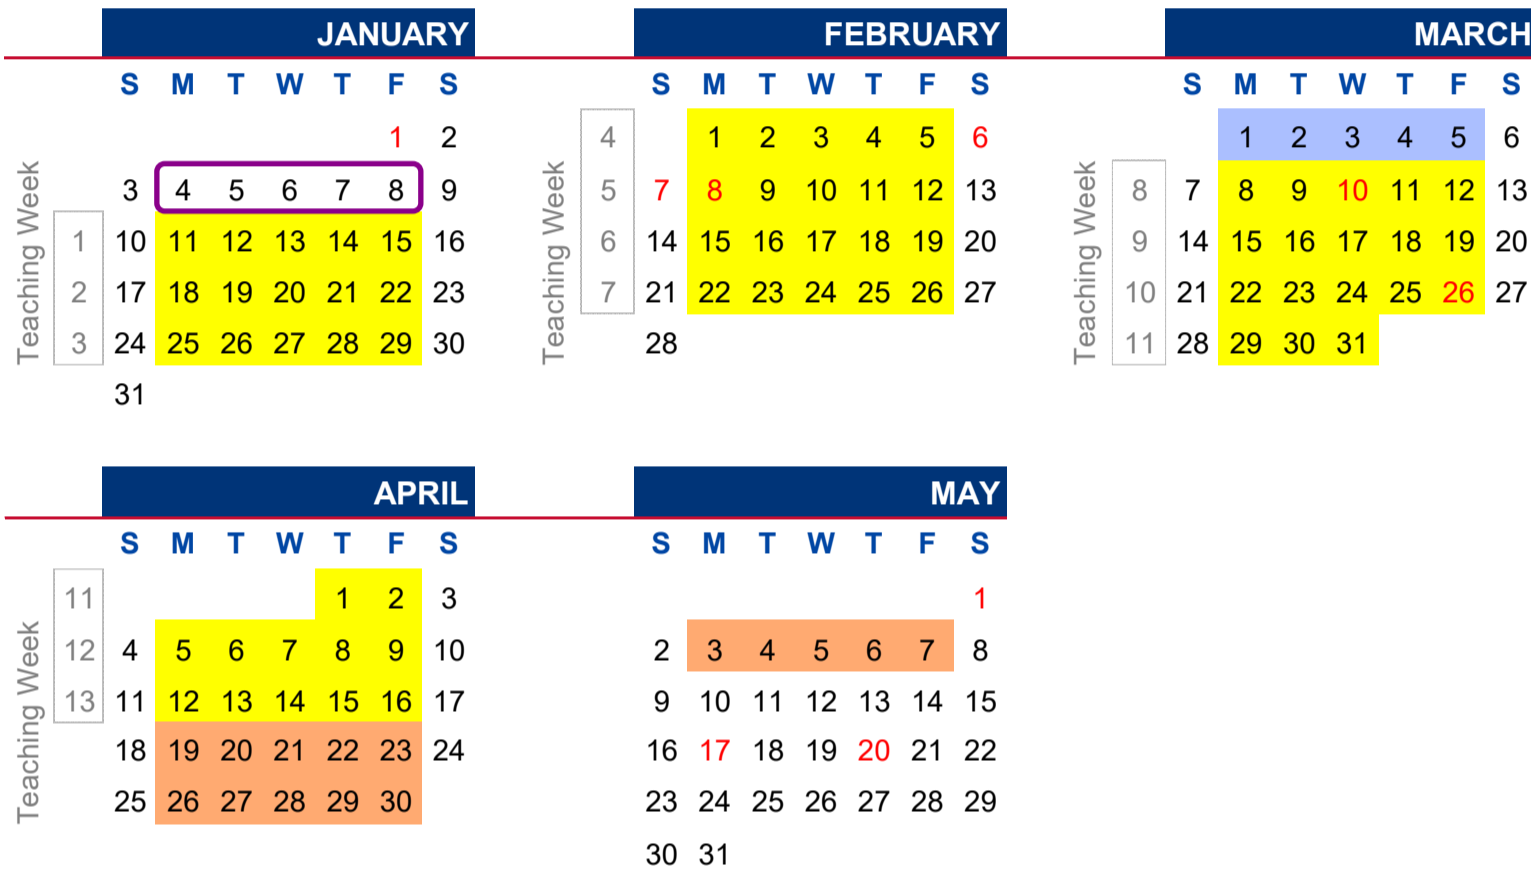 JANUARY FEBRUARY MARCH
S M T W T F S S M T W T F S S M T W T F S
1 2 4 1 2 3 4 5 6 1 2 3 4 5 6
3 4 5 6 7 8 9 5 7 8 9 10 11 12 13 8 7 8 9 10 11 12 13
1 10 11 12 13 14 15 16 6 14 15 16 17 18 19 20 9 14 15 16 17 18 19 20
2 17 18 19 20 21 22 23 7 21 22 23 24 25 26 27 10 21 22 23 24 25 26 27
3 24 25 26 27 28 29 30 28 11 28 29 30 31
31
Teaching Week Teaching Week Teaching Week
APRIL MAY
S M T W T F S S M T W T F S
11 1 2 3 1
12 4 5 6 7 8 9 10 2 3 4 5 6 7 8
13 11 12 13 14 15 16 17 9 10 11 12 13 14 15
18 19 20 21 22 23 24 16 17 18 19 20 21 22
25 26 27 28 29 30 23 24 25 26 27 28 29
30 31
Teaching Week